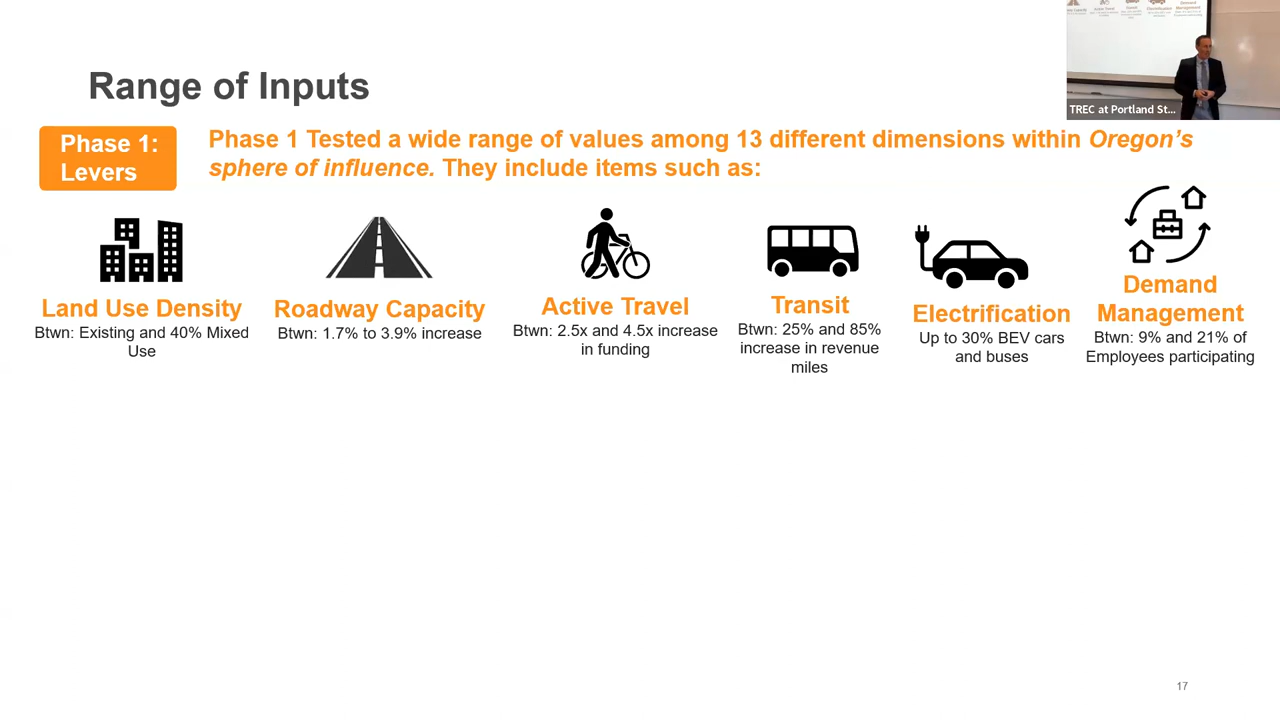 Range of Inputs
TREC at Portland St...
Phase 1:
Levers
Phase 1 Tested a wide range of values among 13 different dimensions within Oregon's
sphere of influence. They include items such as:
Land Use Density
Btwn: Existing and 40% Mixed
Use
Roadway Capacity
Btwn: 1.7% to 3.9% increase
Active Travel
Btwn: 2.5x and 4.5x increase
in funding
Transit
Btwn: 25% and 85%
increase in revenue
miles
Electrification
Up to 30% BEV cars
and buses
Demand
Management
Btwn: 9% and 21% of
Employees participating
17